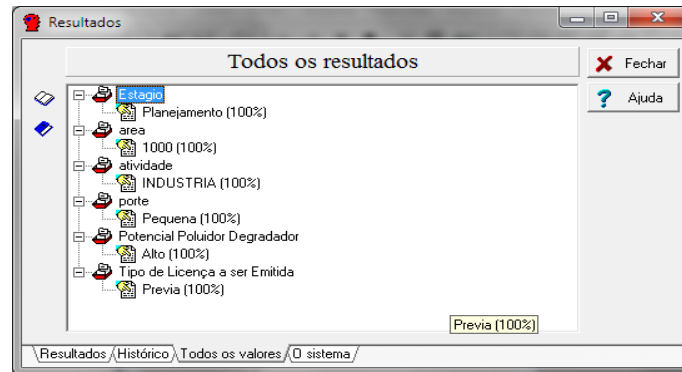 Resultados
Todos os resultados
Fechar
Ajuda
Estagio
Planejamento (100%)
area
1000 (100%)
atividade
INDUSTRIA (100%)
porte
Pequena (100%)
Potencial Poluidor Degradador
Alto (100%)
Tipo de Licença a ser Emitida
Previa (100%)
Previa (100%)
Resultados Histórico Todos os valores O sistema